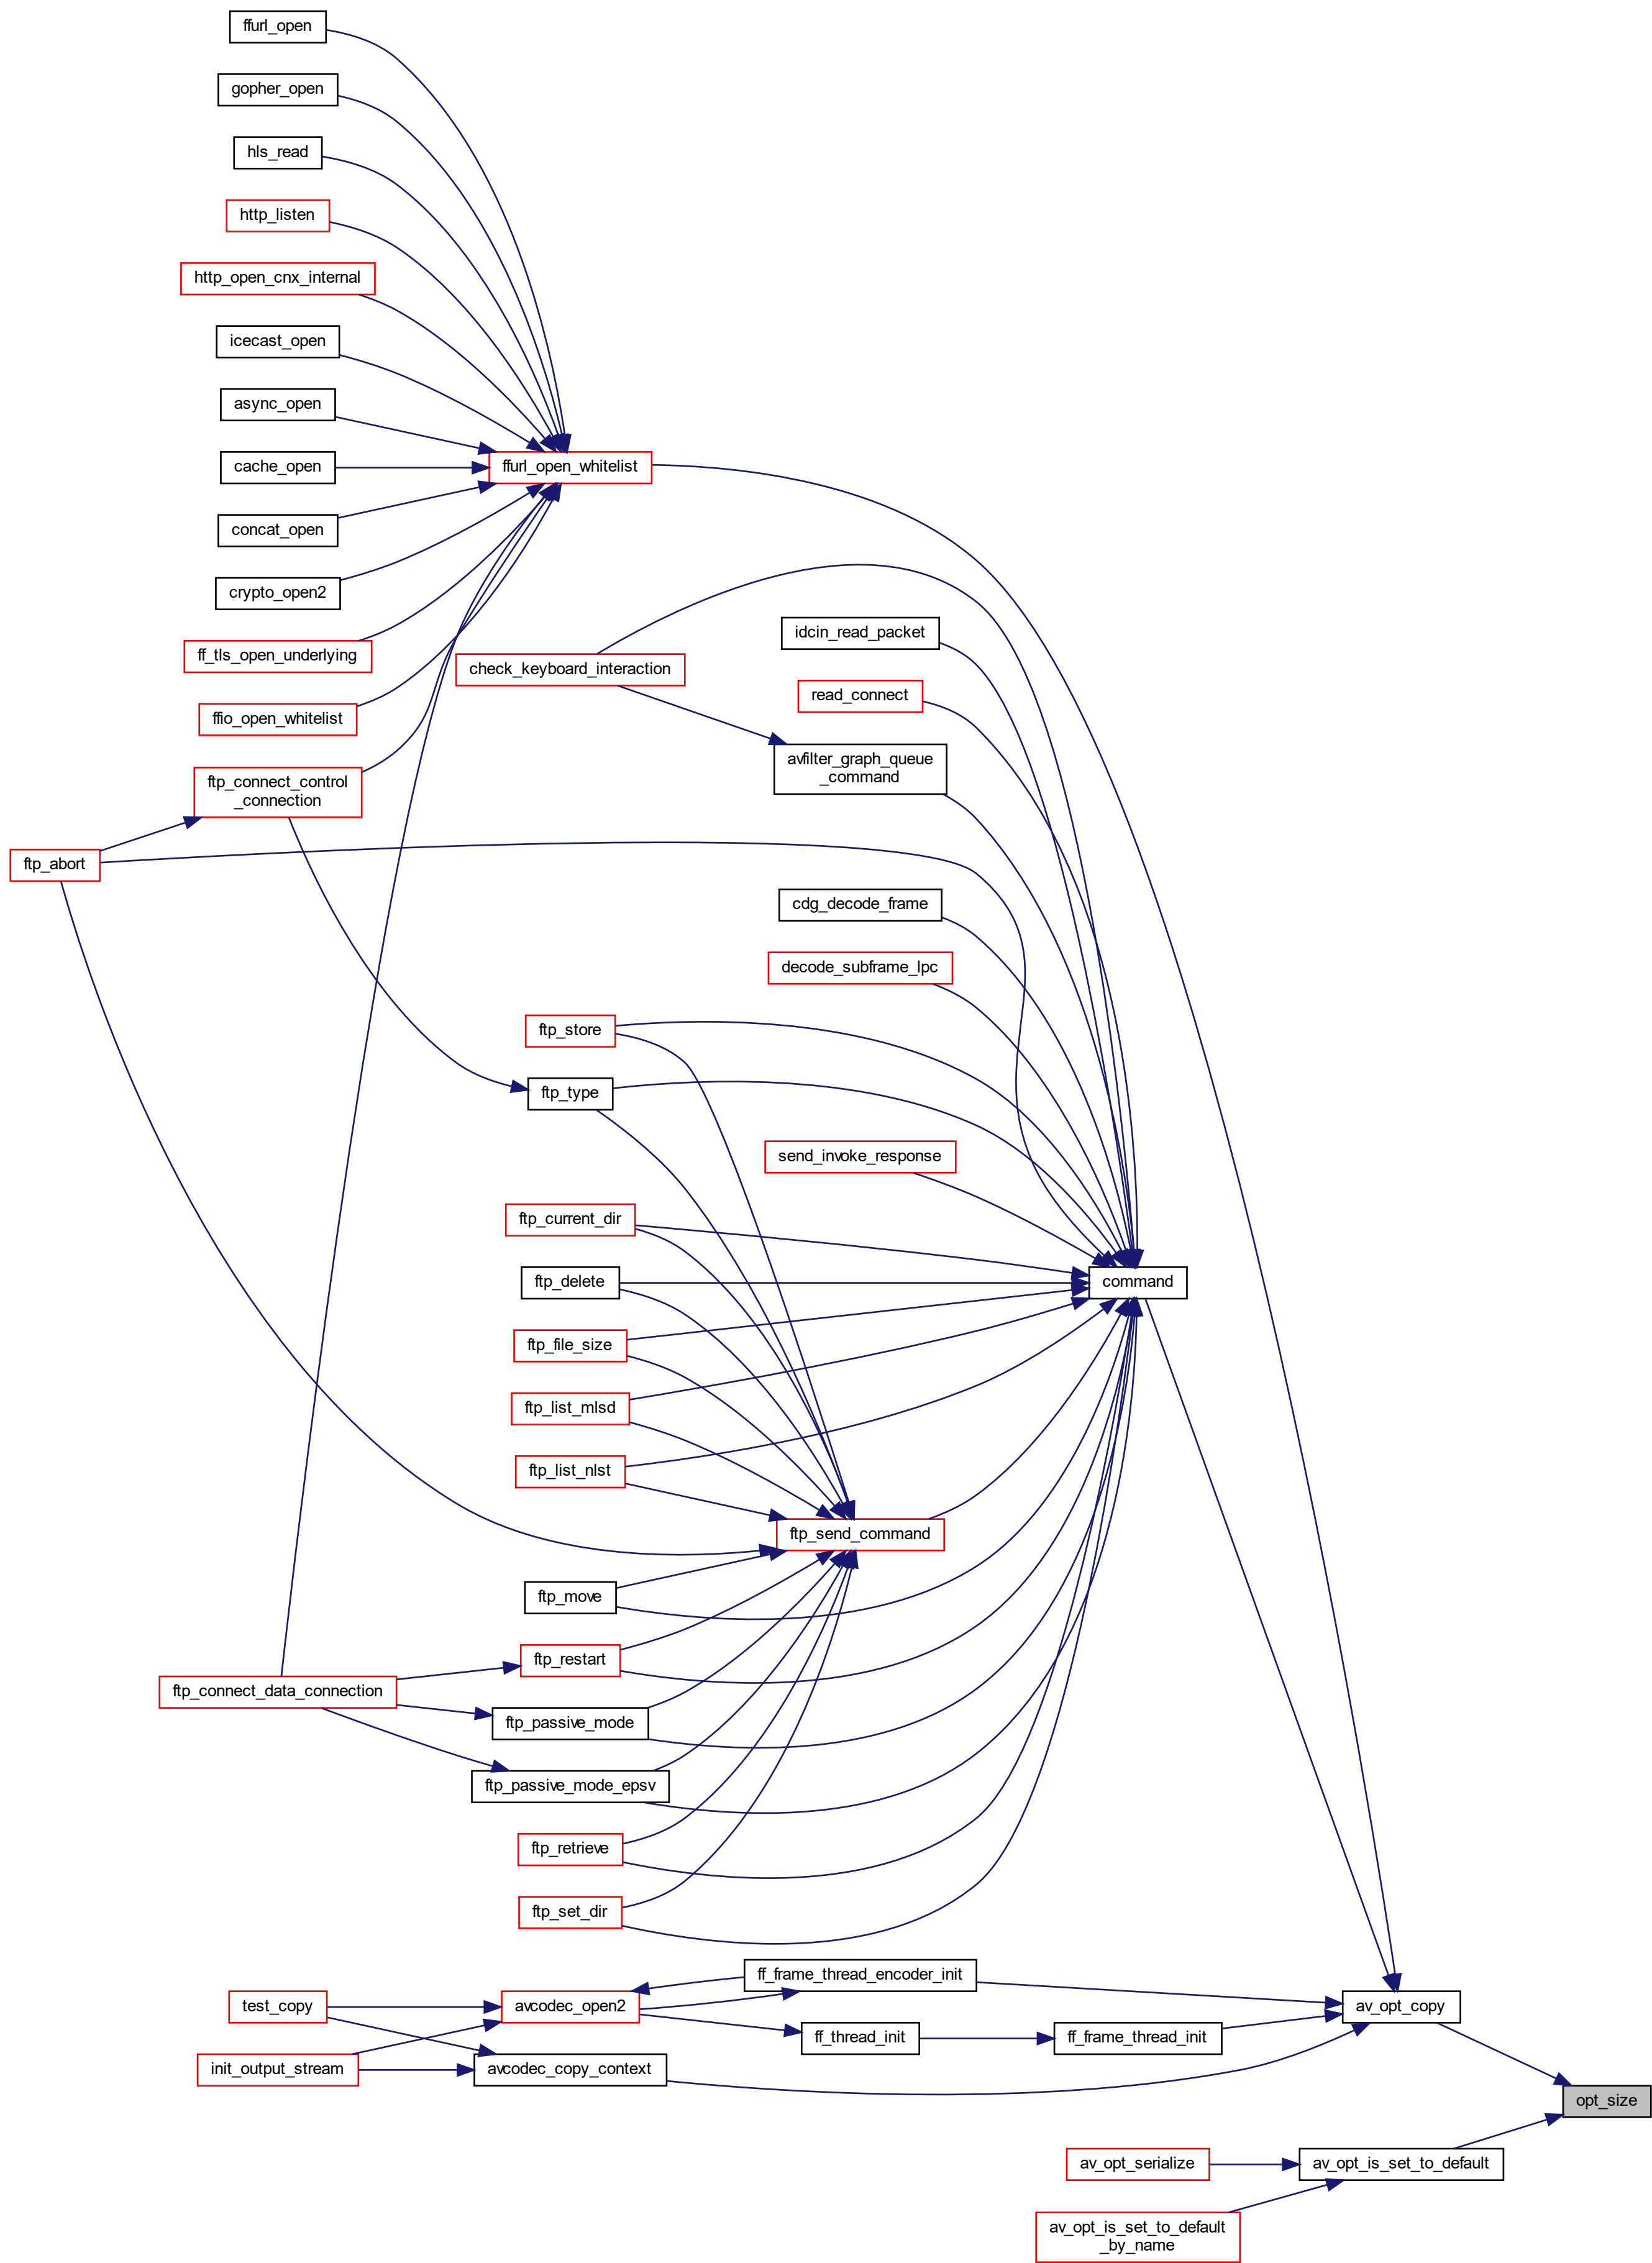 ffurl_open
gopher_open
hls_read
http_listen
http_open_cnx_internal
icecast_open
async_open
cache_open
ffurl_open_whitelist
concat_open
crypto_open2
idcin_read_packet
ff_tls_open_underlying
check_keyboard_interaction
read_connect
ffio_open_whitelist
avfilter_graph_queue
_command
ftp_connect_control
_connection
ftp_abort
cdg_decode_frame
decode_subframe_lpc
ftp_store
ftp_type
send_invoke_response
ftp_current_dir
ftp_delete
command
ftp_file_size
ftp_list_mlsd
ftp_list_nlst
ftp_send_command
ftp_move
ftp_restart
ftp_connect_data_connection
ftp_passive_mode
ftp_passive_mode_epsv
ftp_retrieve
ftp_set_dir
ff_frame_thread_encoder_init
test_copy
avcodec_open2
av_opt_copy
ff_thread_init
ff_frame_thread_init
init_output_stream
avcodec_copy_context
opt_size
av_opt_serialize
av_opt_is_set_to_default
av_opt_is_set_to_default
_by_name